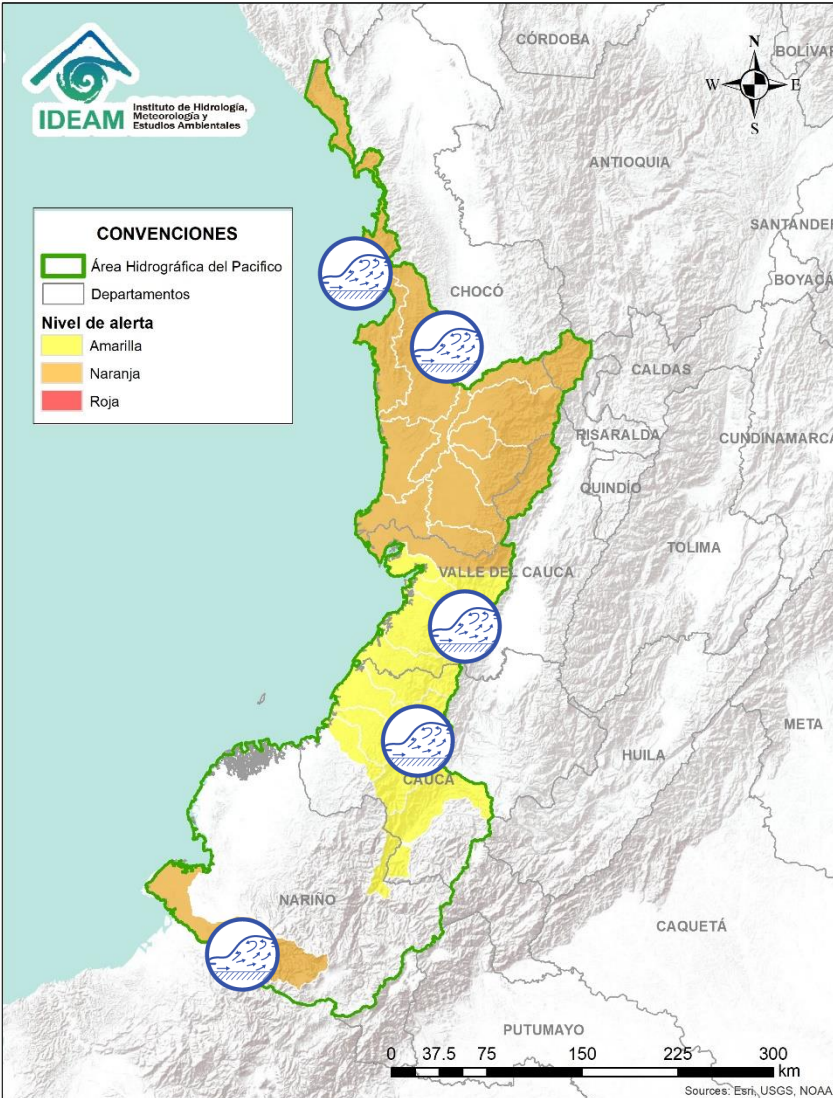 IDEAM
Instituto de Hidrología,
Meteorología y
Estudios Ambientales
N
W
E
S
CÓRDOBA
BOLÍVAR
ANTIOQUIA
SANTANDER
BOYACÁ
CONVENCIONES
Área Hidrográfica del Pacifico
Departamentos
Nivel de alerta
Amarilla
Naranja
Roja
CHOCÓ
CALDAS
RISARALDA
CUNDINAMARCA
QUINDÍO
TOLIMA
VALLE DEL CAUCA
META
HUILA
CAUCA
NARIÑO
CAQUETÁ
PUTUMAYO
0 37.5 75 150 225 300
km
Sources: Esri, USGS, NOAA